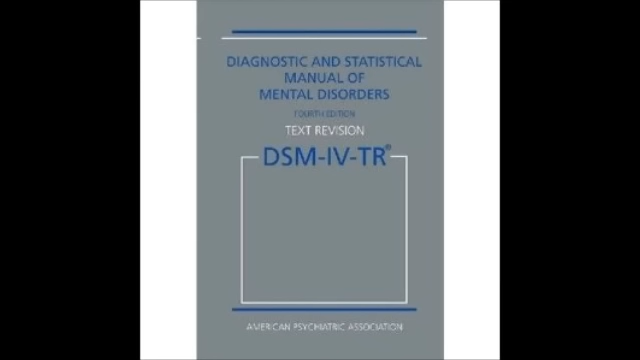 DIAGNOSTIC AND STATISTICAL
MANUAL OF
MENTAL DISORDERS
FOURTH EDITION
TEXT REVISION
DSM-IV-TR®
AMERICAN PSYCHIATRIC ASSOCIATION